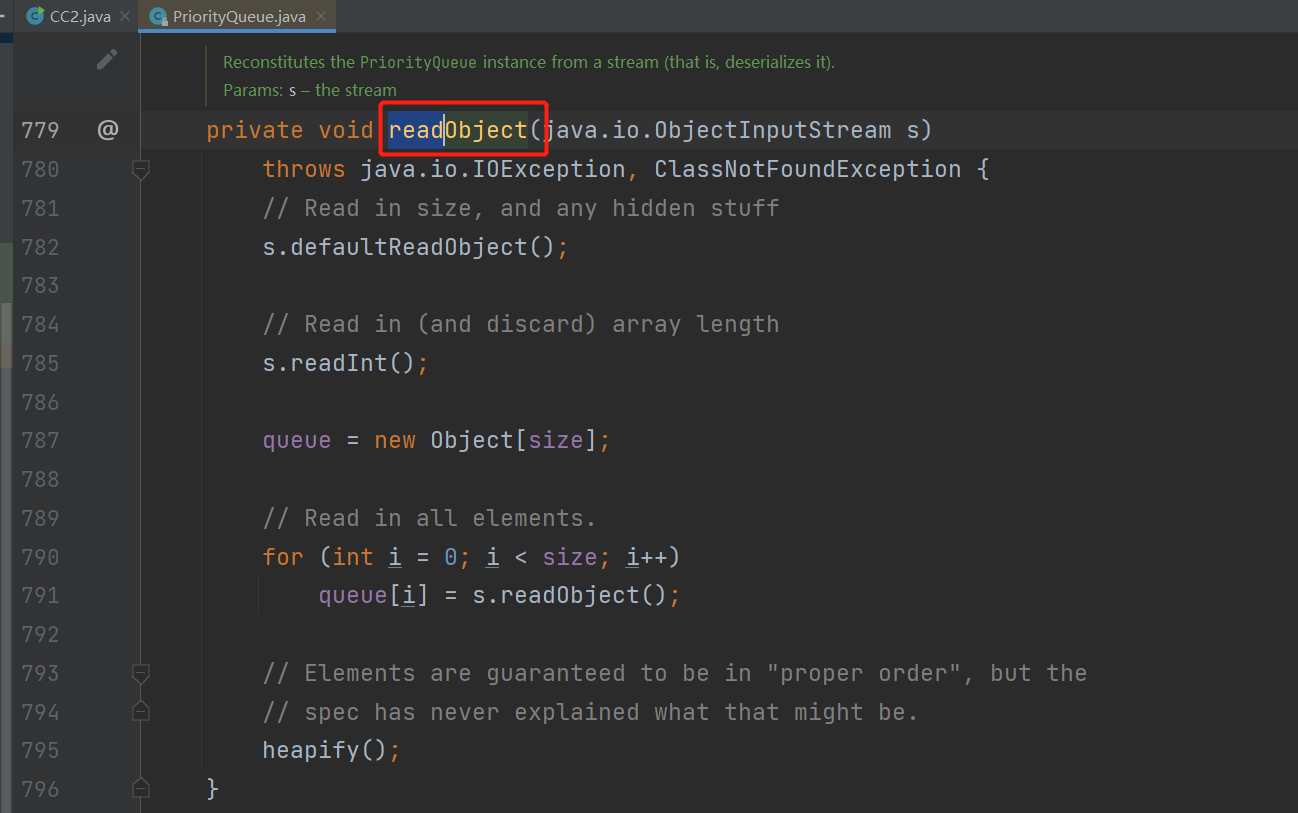 CC2.java
PriorityQueue.java
Reconstitutes the PriorityQueue instance from a stream (that is, deserializes it).
Params: s – the stream
779 @ private void readObject(java.io.ObjectInputStream s)
780 throws java.io.IOException, ClassNotFoundException {
781 // Read in size, and any hidden stuff
782 s.defaultReadObject();
783
784 // Read in (and discard) array length
785 s.readInt();
786
787 queue = new Object[size];
788
789 // Read in all elements.
790 for (int i = 0; i < size; i++)
791 queue[i] = s.readObject();
792
793 // Elements are guaranteed to be in "proper order", but the
794 // spec has never explained what that might be.
795 heapify();
796 }